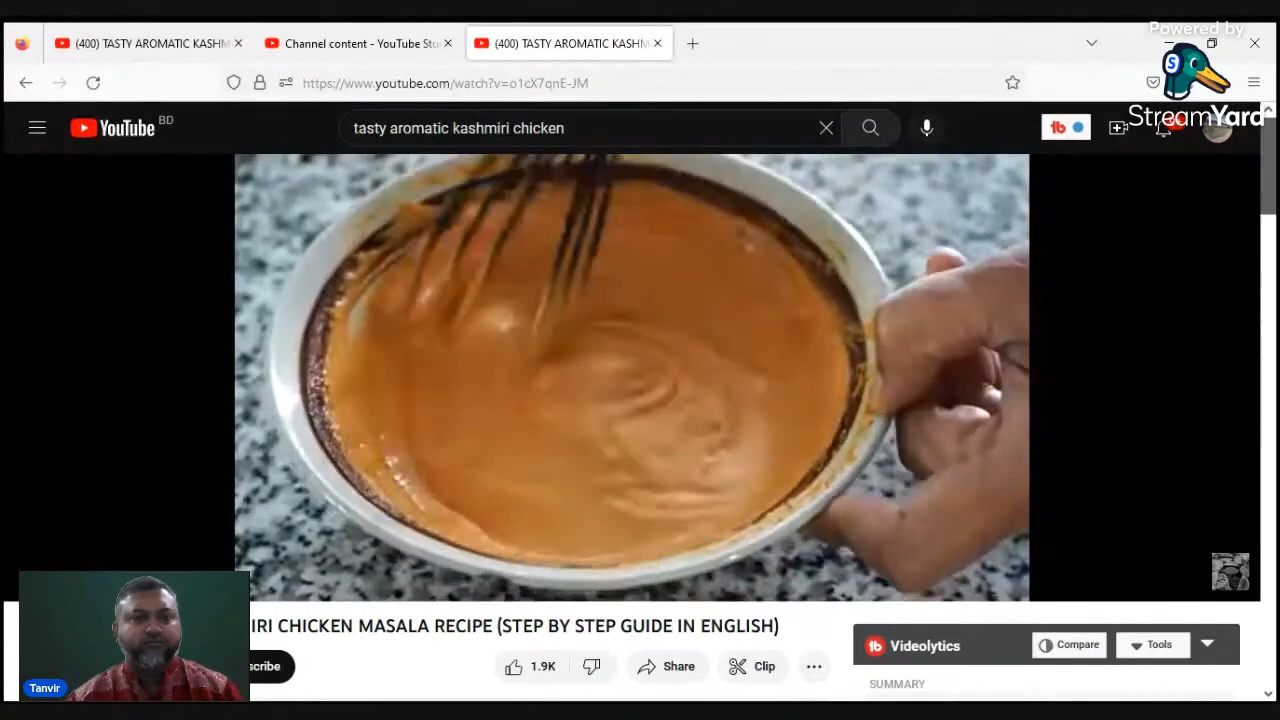 Powered by
StreamYard
(400) TASTY AROMATIC KASHM
Channel content - YouTube Stu
(400) TASTY AROMATIC KASHM
https://www.youtube.com/watch?v=o1cX7qnE-JM
YouTube BD
tasty aromatic kashmiri chicken
IRI CHICKEN MASALA RECIPE (STEP BY STEP GUIDE IN ENGLISH)
scribe
1.9K
Share
Clip
Videolytics
Compare
Tools
SUMMARY
Tanvir